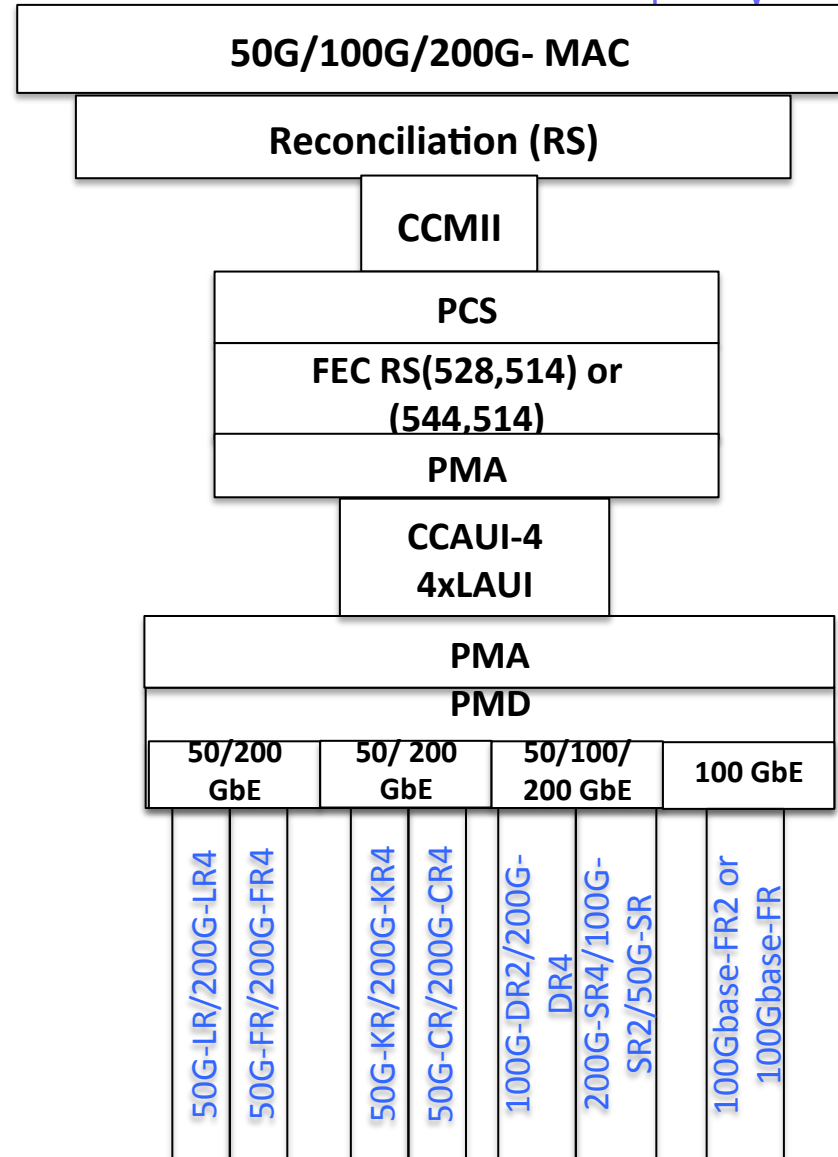 50G/100G/200G- MAC
Reconciliation (RS)
CCMII
PCS
FEC RS(528,514) or
(544,514)
PMA
CCAUI-4
4xLAUI
PMA
PMD
50/200
GbE
50/ 200
GbE
50/100/
200 GbE
100 GbE
50G-LR/200G-LR4
50G-FR/200G-FR4
50G-KR/200G-KR4
50G-CR/200G-CR4
100G-DR2/200G-
DR4
200G-SR4/100G-
SR2/50G-SR
100Gbase-FR2 or
100Gbase-FR